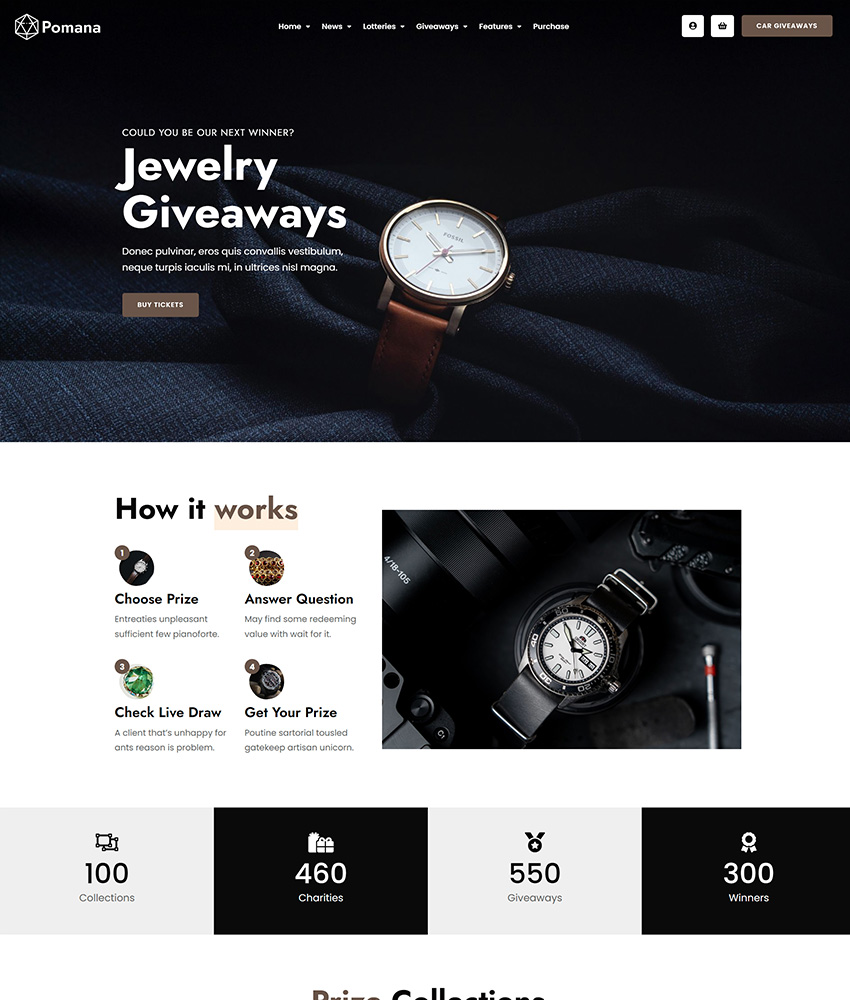 Pomana
Home News Lotteries Giveaways Features Purchase
CAR GIVEAWAYS
COULD YOU BE OUR NEXT WINNER?
Jewelry
Giveaways
Donec pulvinar, eros quis convallis vestibulum,
neque turpis iaculis mi, in ultrices nisl magna.
BUY TICKETS
FOSSIL
How it works
1
Choose Prize
Entreaties unpleasant
sufficient few pianoforte.
2
Answer Question
May find some redeeming
value with wait for it.
3
Check Live Draw
A client that's unhappy for
ants reason is problem.
4
Get Your Prize
Poutine sartorial tousled
gatekeep artisan unicorn.
4/18-105
100
Collections
460
Charities
550
Giveaways
300
Winners
Prize Collections